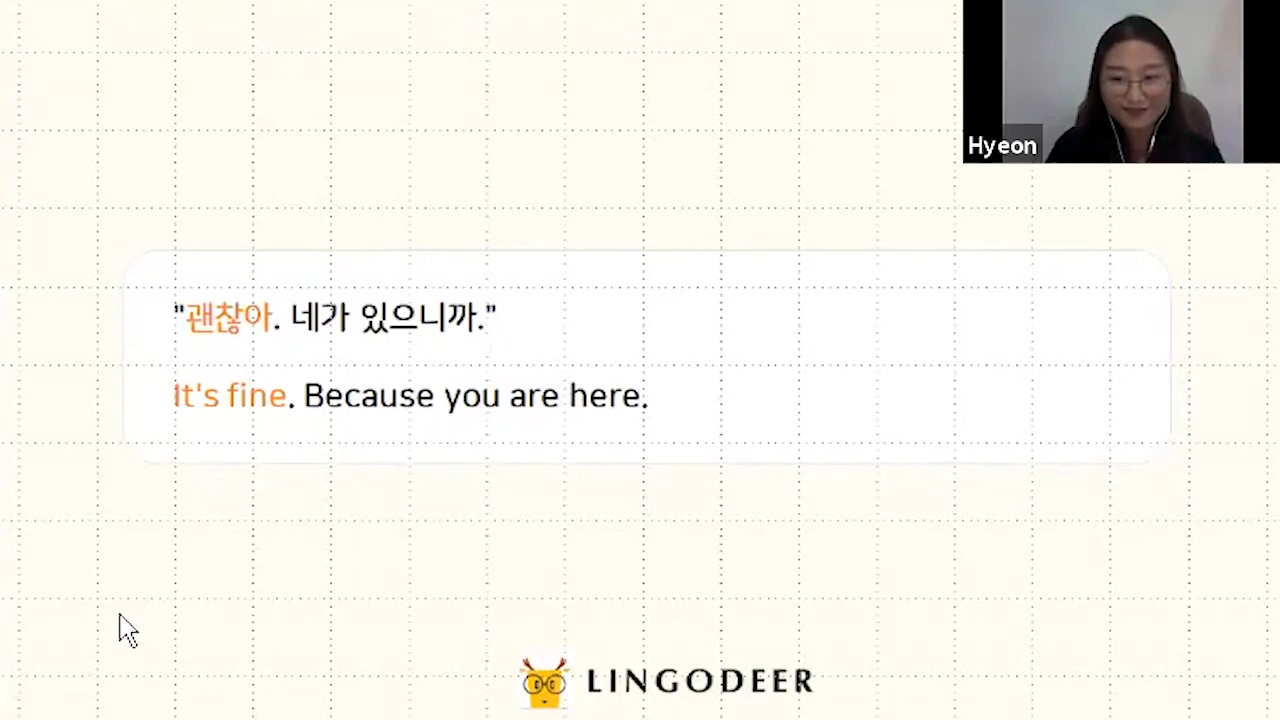 Hyeon
"괜찮아. 네가 있으니까."
It's fine. Because you are here.
LINGODEER